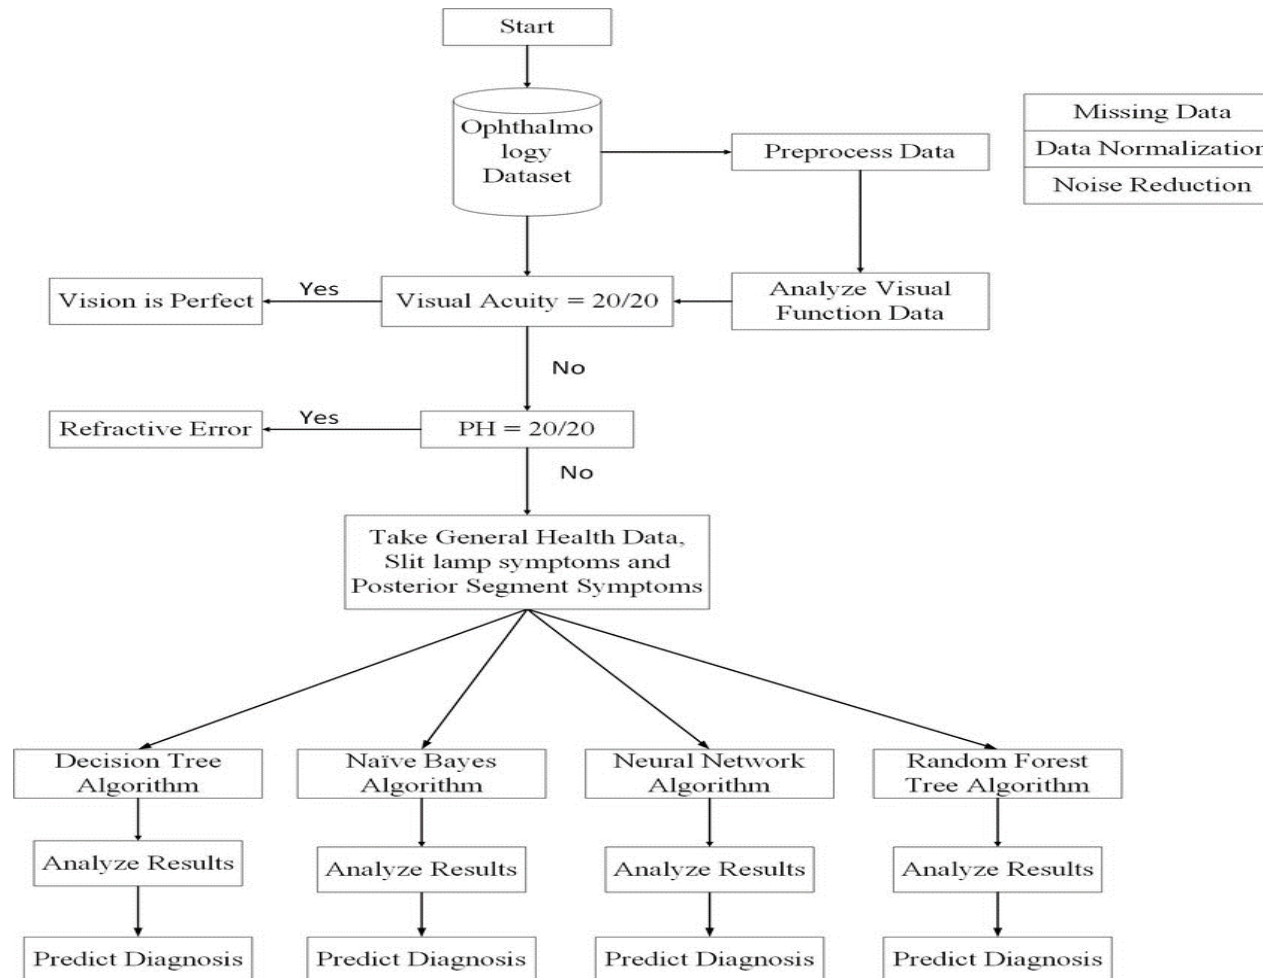 Start
Ophthalmo
logy
Dataset
Preprocess Data
Missing Data
Data Normalization
Noise Reduction
Vision is Perfect
Yes
Visual Acuity = 20/20
Analyze Visual
Function Data
No
Refractive Error
Yes
PH = 20/20
No
Take General Health Data,
Slit lamp symptoms and
Posterior Segment Symptoms
Decision Tree
Algorithm
Naïve Bayes
Algorithm
Neural Network
Algorithm
Random Forest
Tree Algorithm
Analyze Results
Analyze Results
Analyze Results
Analyze Results
Predict Diagnosis
Predict Diagnosis
Predict Diagnosis
Predict Diagnosis